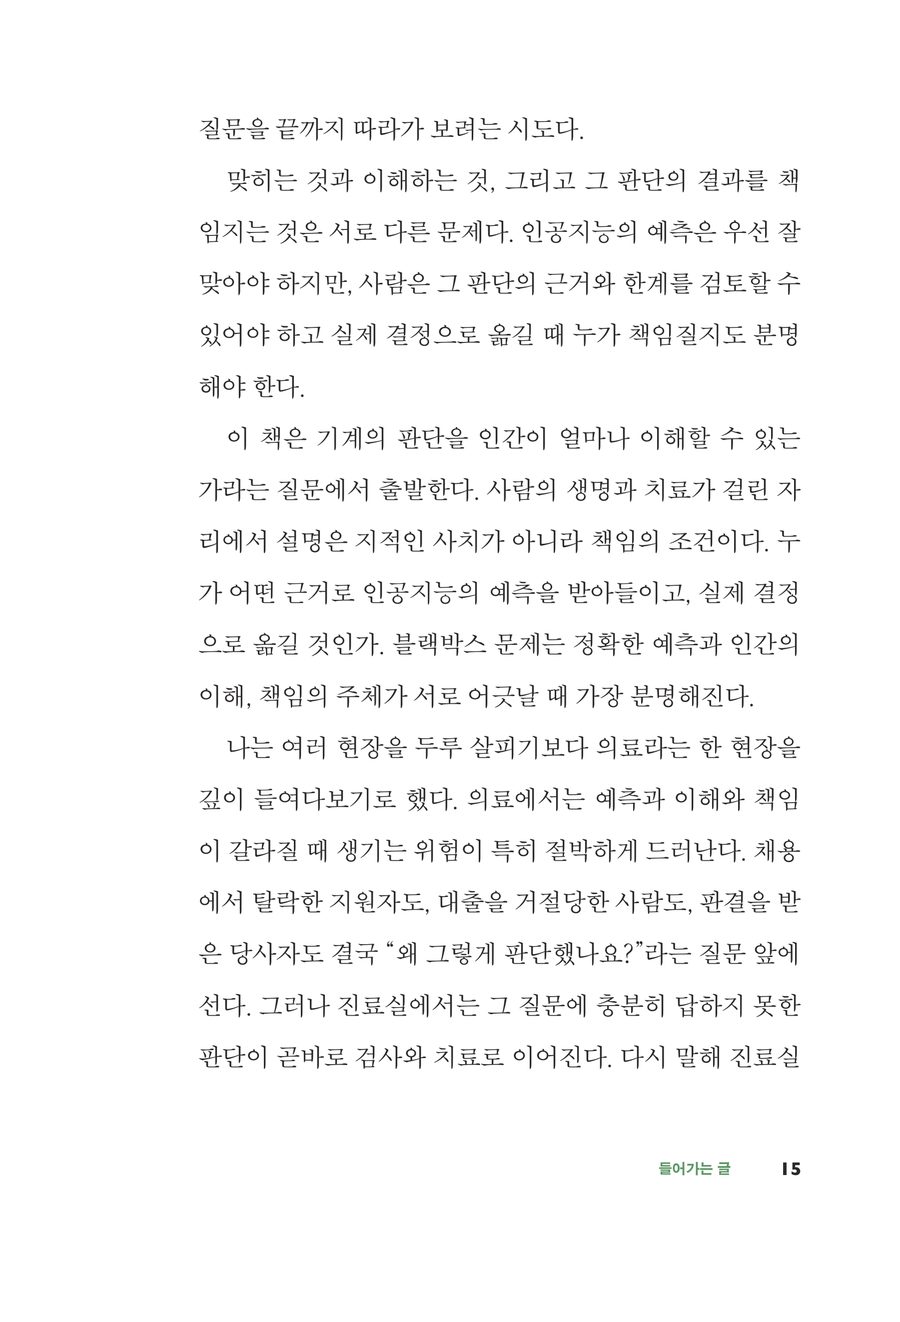 질문을 끝까지 따라가 보려는 시도다.
맞히는 것과 이해하는 것, 그리고 그 판단의 결과를 책
임지는 것은 서로 다른 문제다. 인공지능의 예측은 우선 잘
맞아야 하지만, 사람은 그 판단의 근거와 한계를 검토할 수
있어야 하고 실제 결정으로 옮길 때 누가 책임질지도 분명
해야 한다.
이 책은 기계의 판단을 인간이 얼마나 이해할 수 있는
가라는 질문에서 출발한다. 사람의 생명과 치료가 걸린 자
리에서 설명은 지적인 사치가 아니라 책임의 조건이다. 누
가 어떤 근거로 인공지능의 예측을 받아들이고, 실제 결정
으로 옮길 것인가. 블랙박스 문제는 정확한 예측과 인간의
이해, 책임의 주체가 서로 어긋날 때 가장 분명해진다.
나는 여러 현장을 두루 살피기보다 의료라는 한 현장을
깊이 들여다보기로 했다. 의료에서는 예측과 이해와 책임
이 갈라질 때 생기는 위험이 특히 절박하게 드러난다. 채용
에서 탈락한 지원자도, 대출을 거절당한 사람도, 판결을 받
은 당사자도 결국 “왜 그렇게 판단했나요?”라는 질문 앞에
선다. 그러나 진료실에서는 그 질문에 충분히 답하지 못한
판단이 곧바로 검사와 치료로 이어진다. 다시 말해 진료실
들어가는 글 15